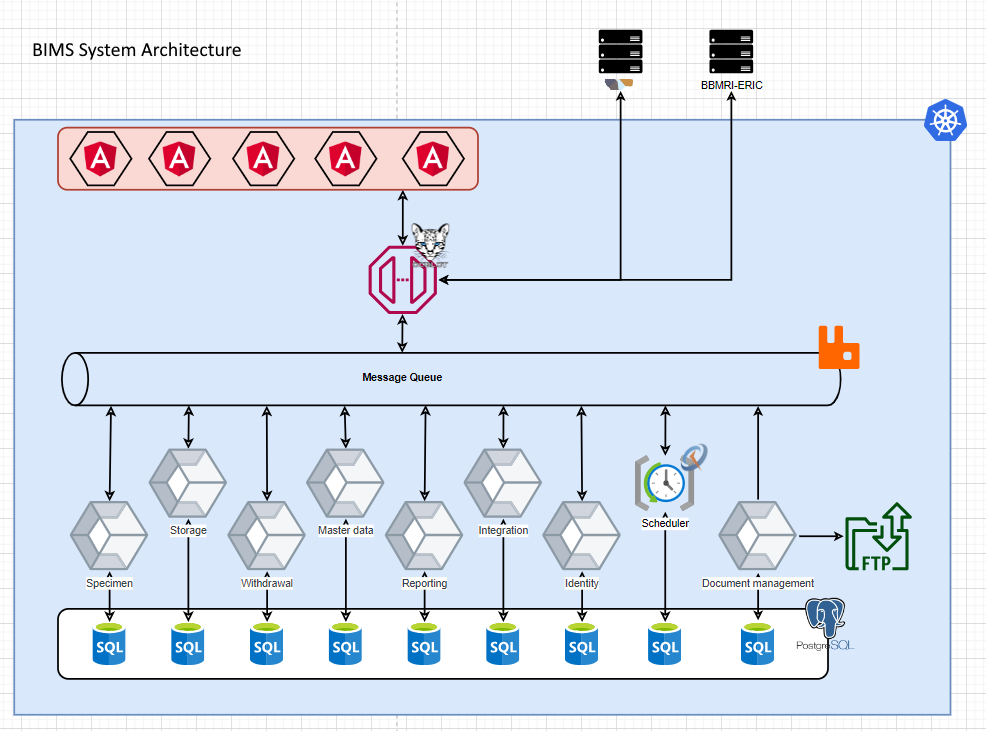 BIMS System Architecture
BBMRI-ERIC
A
A
A
A
A
Message Queue
Storage
Master data
Integration
Scheduler
Specimen
Withdrawal
Reporting
Identity
Document management
FTP
SQL
SQL
SQL
SQL
SQL
SQL
SQL
SQL
SQL
PostgreSQL